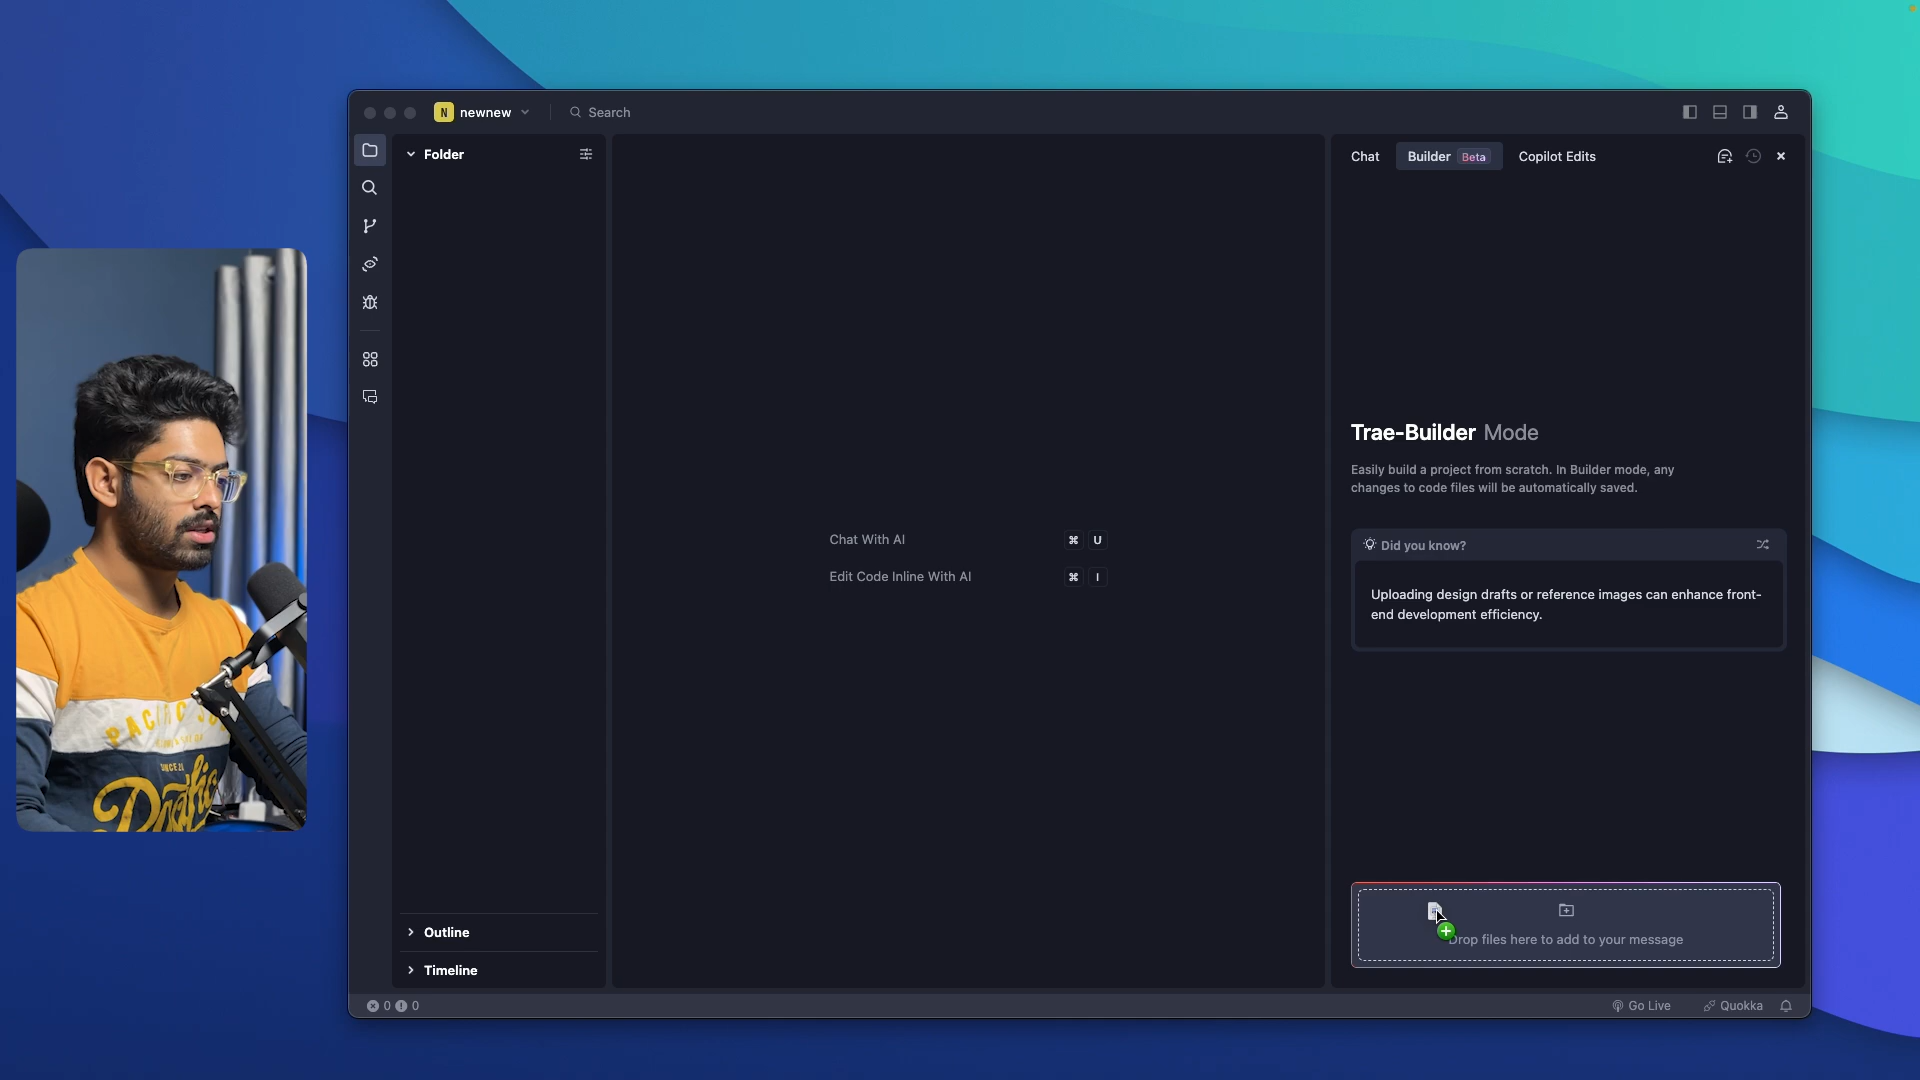 N newnew
Search
Folder
Chat Builder Beta Copilot Edits
Chat With AI ⌘ U
Edit Code Inline With AI ⌘ I
Trae-Builder Mode
Easily build a project from scratch. In Builder mode, any
changes to code files will be automatically saved.
Did you know?
Uploading design drafts or reference images can enhance front-
end development efficiency.
files here to add to your message
Outline
Timeline
0 0
Go Live Quokka
SINCE
Pacific